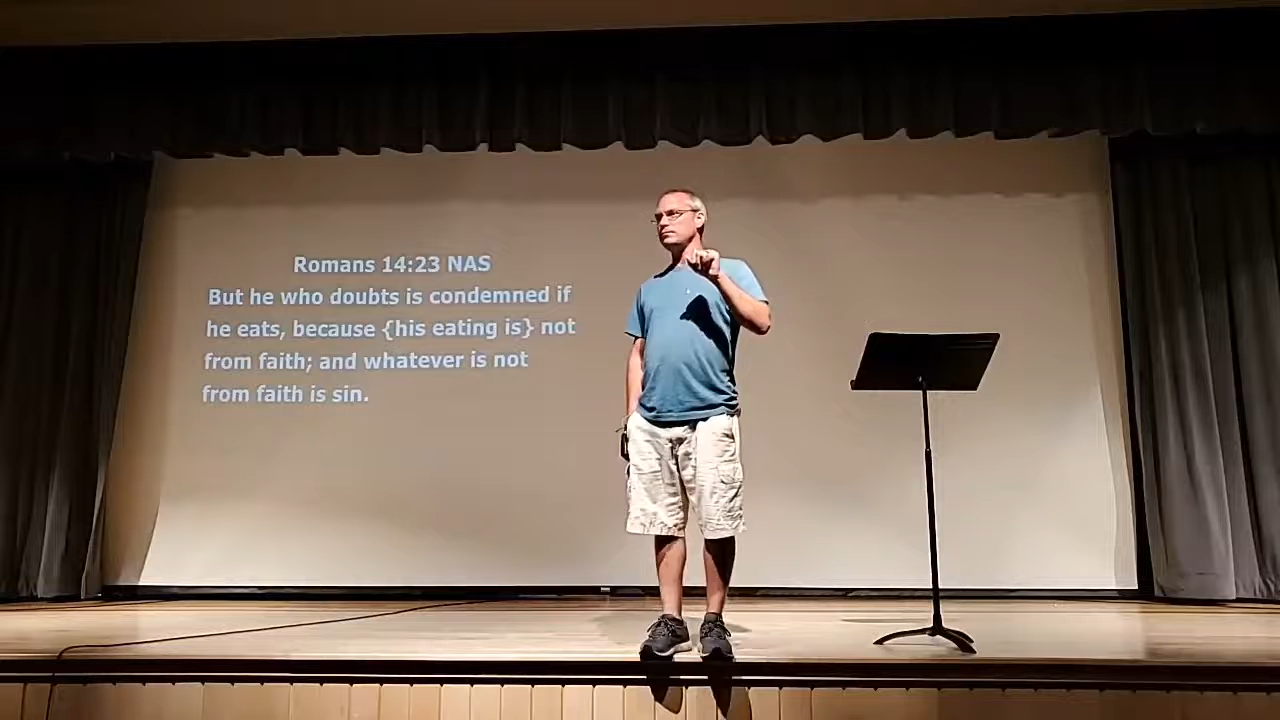 Romans 14:23 NAS
But he who doubts is condemned if
he eats, because {his eating is} not
from faith; and whatever is not
from faith is sin.